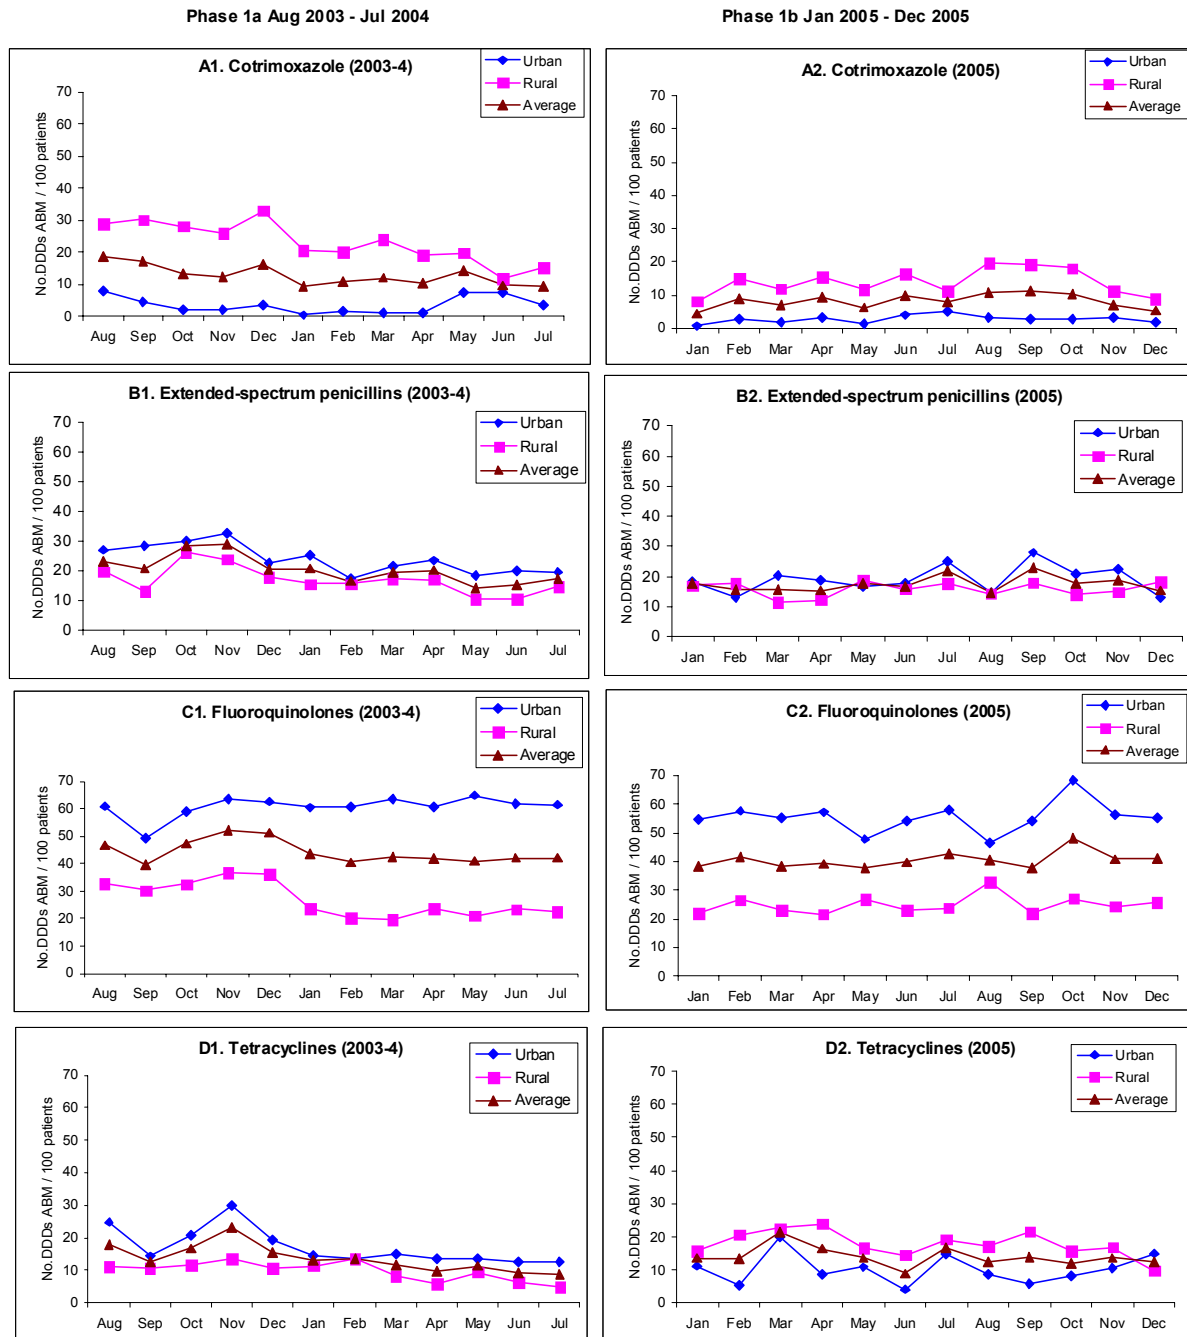 Phase 1a Aug 2003 - Jul 2004
Phase 1b Jan 2005 - Dec 2005
A1. Cotrimoxazole (2003-4)
Urban
Rural
Average
No.DDDs ABM / 100 patients
70
60
50
40
30
20
10
0
Aug Sep Oct Nov Dec Jan Feb Mar Apr May Jun Jul
A2. Cotrimoxazole (2005)
Urban
Rural
Average
No.DDDs ABM / 100 patients
70
60
50
40
30
20
10
0
Jan Feb Mar Apr May Jun Jul Aug Sep Oct Nov Dec
B1. Extended-spectrum penicillins (2003-4)
Urban
Rural
Average
No.DDDs ABM / 100 patients
70
60
50
40
30
20
10
0
Aug Sep Oct Nov Dec Jan Feb Mar Apr May Jun Jul
B2. Extended-spectrum penicillins (2005)
Urban
Rural
Average
No.DDDs ABM / 100 patients
70
60
50
40
30
20
10
0
Jan Feb Mar Apr May Jun Jul Aug Sep Oct Nov Dec
C1. Fluoroquinolones (2003-4)
Urban
Rural
Average
No.DDDs ABM / 100 patients
70
60
50
40
30
20
10
0
Aug Sep Oct Nov Dec Jan Feb Mar Apr May Jun Jul
C2. Fluoroquinolones (2005)
Urban
Rural
Average
No.DDDs ABM / 100 patients
70
60
50
40
30
20
10
0
Jan Feb Mar Apr May Jun Jul Aug Sep Oct Nov Dec
D1. Tetracyclines (2003-4)
Urban
Rural
Average
No.DDDs ABM / 100 patients
70
60
50
40
30
20
10
0
Aug Sep Oct Nov Dec Jan Feb Mar Apr May Jun Jul
D2. Tetracyclines (2005)
Urban
Rural
Average
No.DDDs ABM / 100 patients
70
60
50
40
30
20
10
0
Jan Feb Mar Apr May Jun Jul Aug Sep Oct Nov Dec